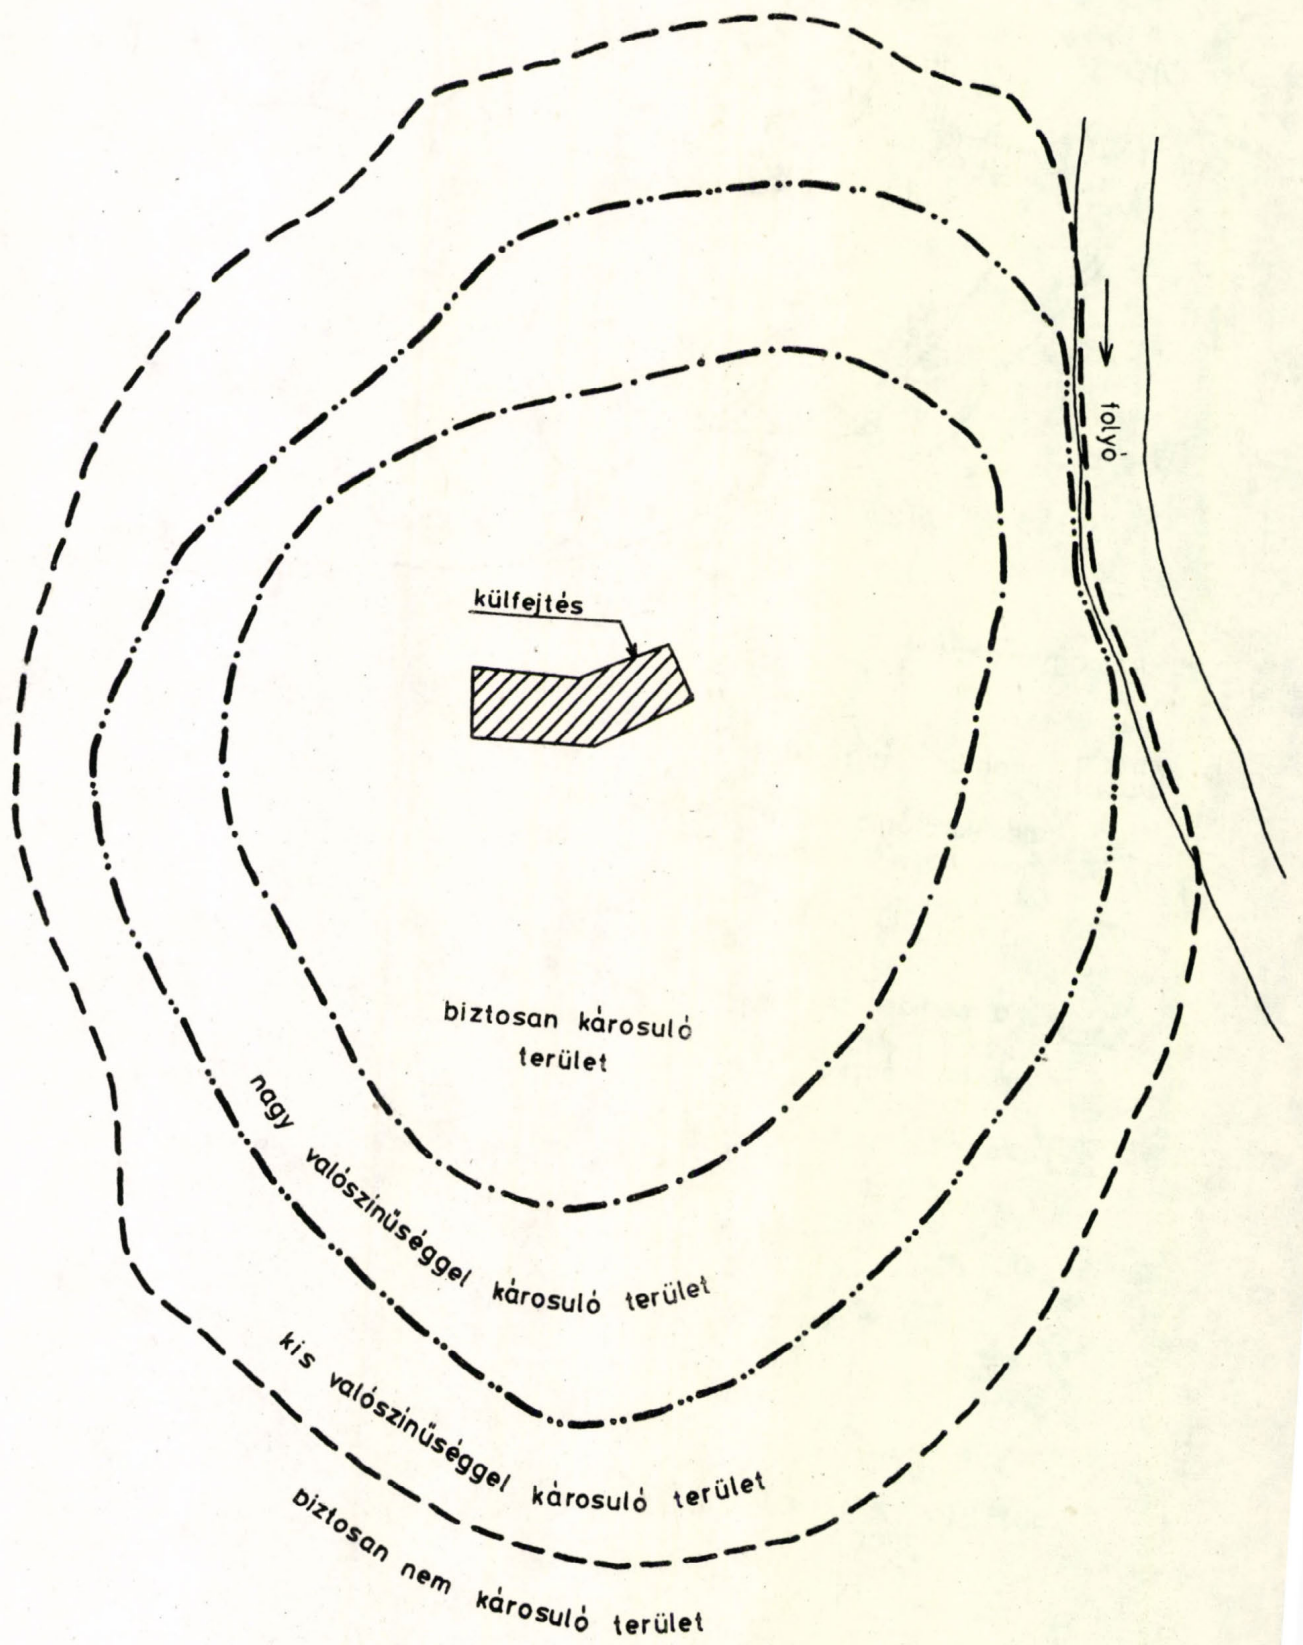 folyó
külfejtés
biztosan károsuló
terület
nagy valószínűséggel károsuló terület
kis valószínűséggel károsuló terület
biztosan nem károsuló terület